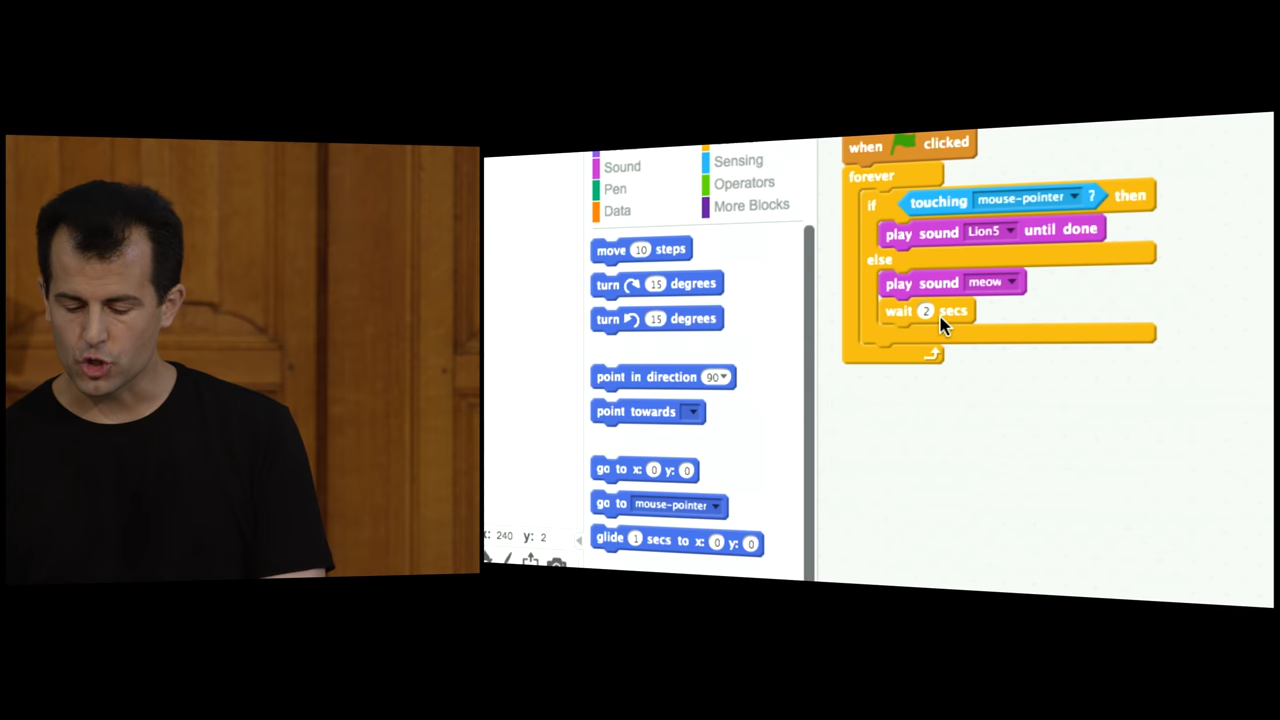 Sound
Sensing
Pen
Operators
Data
More Blocks
move 10 steps
turn 15 degrees
turn 15 degrees
point in direction 90
point towards
go to x: 0 y: 0
go to mouse-pointer
glide 1 secs to x: 0 y: 0
x: 240 y: 2
when clicked
forever
if touching mouse-pointer ? then
play sound Lion5 until done
else
play sound meow
wait 2 secs